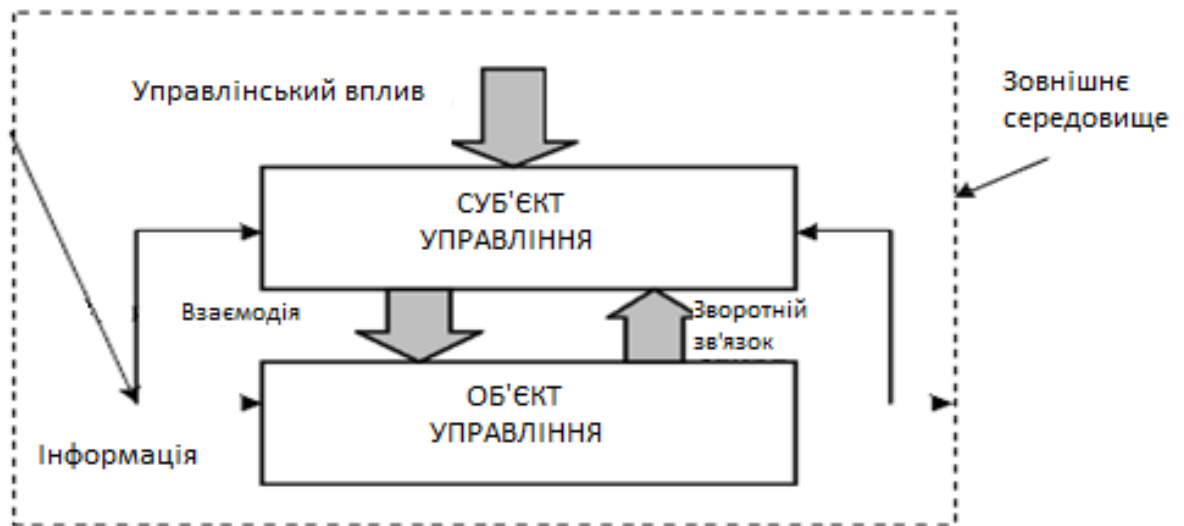 Управлінський вплив
Зовнішнє
середовище
СУБ'ЄКТ
УПРАВЛІННЯ
Взаємодія
Зворотній
зв'язок
ОБ'ЄКТ
УПРАВЛІННЯ
Інформація